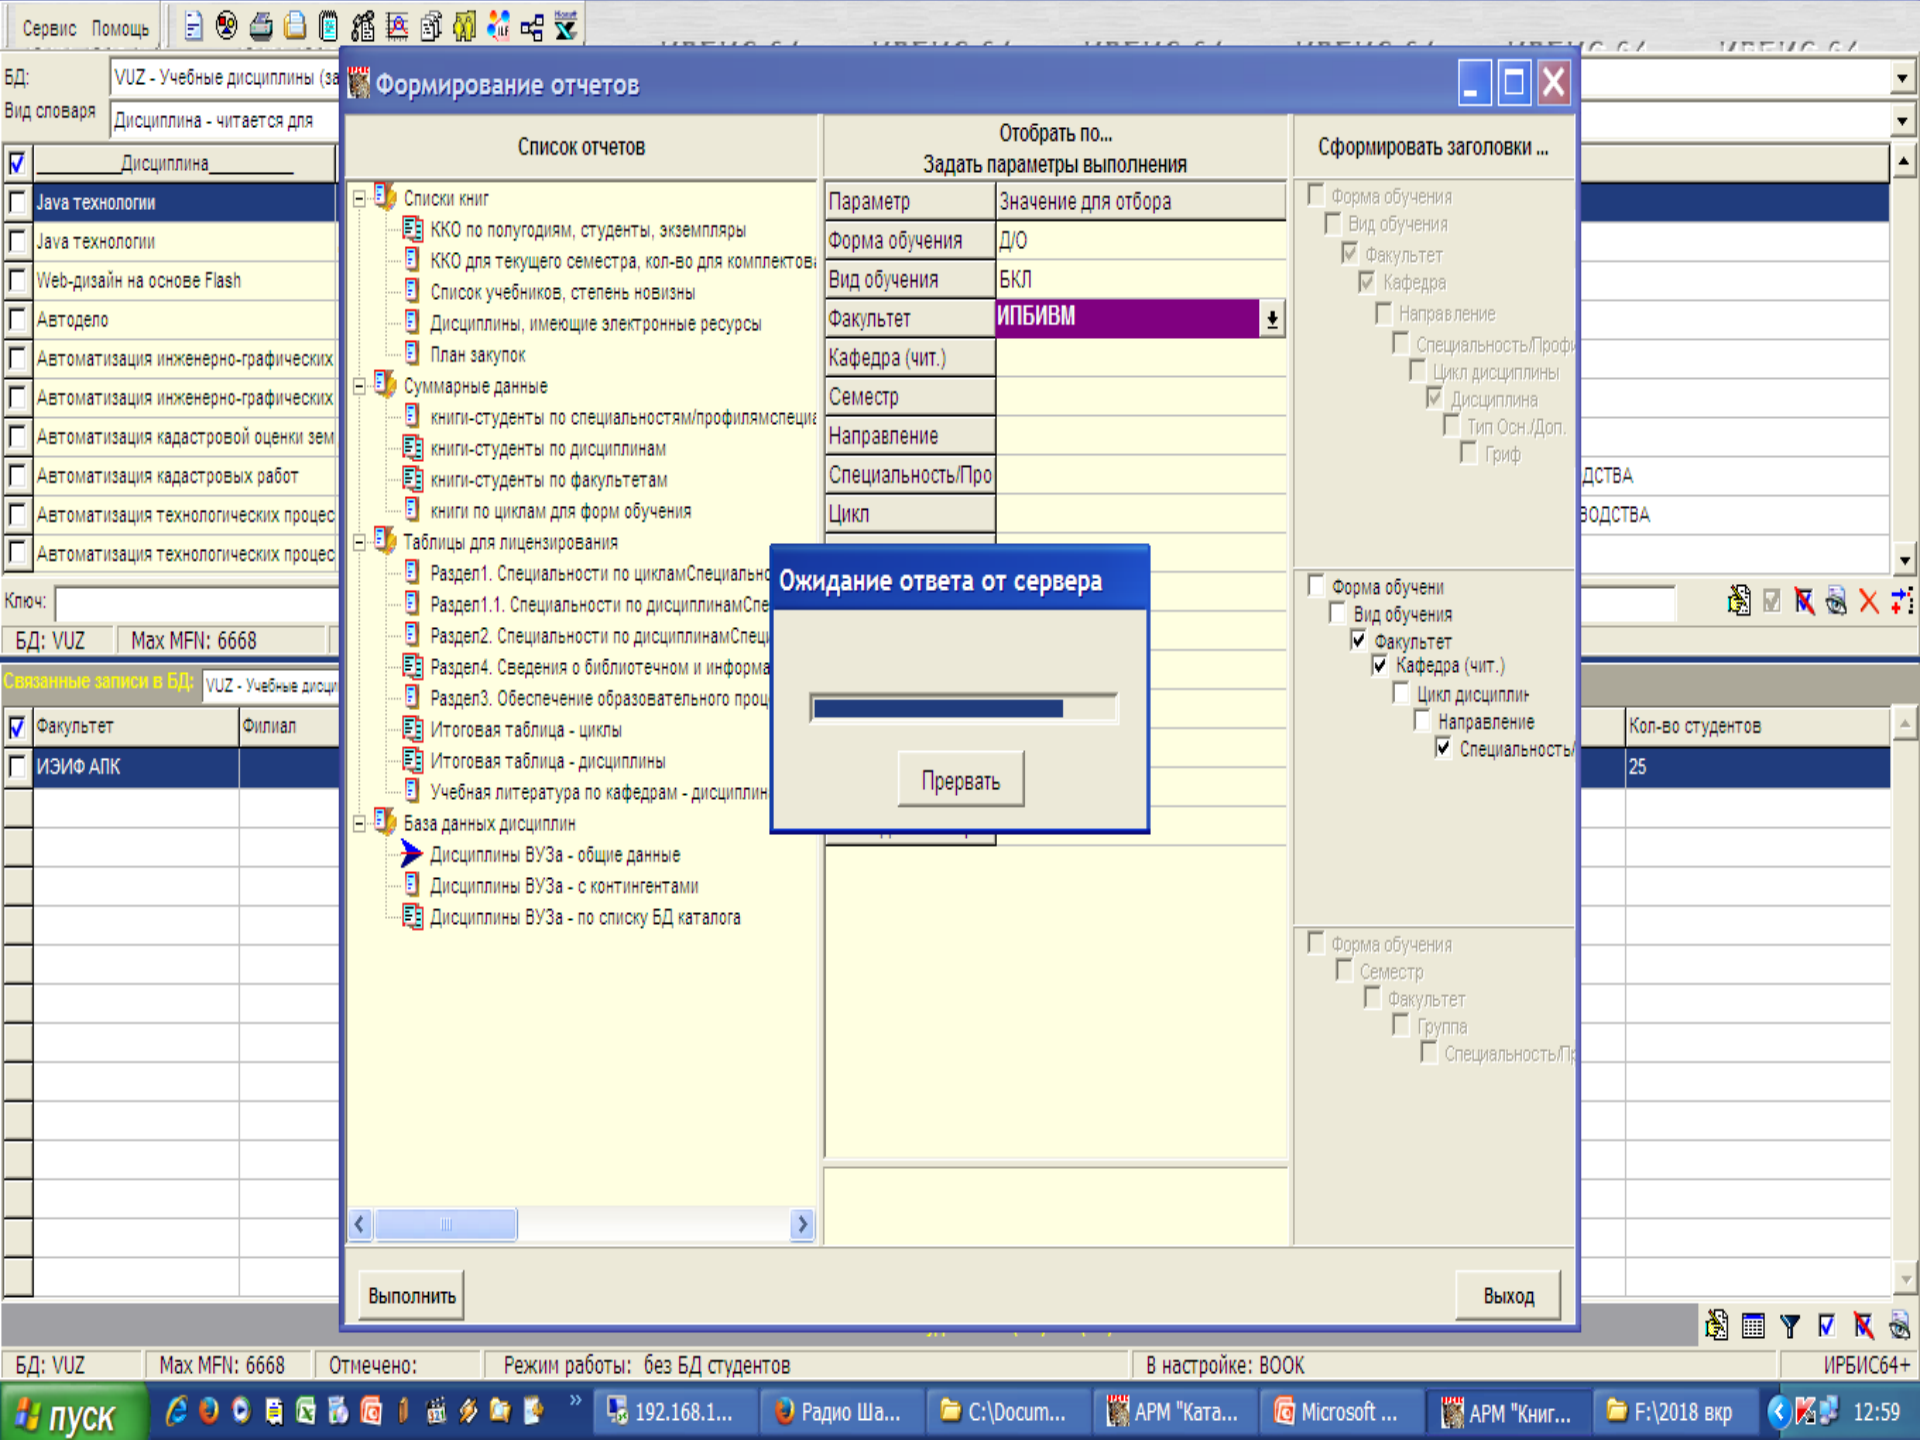 Сервис Помощь
БД:
VUZ - Учебные дисциплины (за
Вид словаря
Дисциплина - читается для
Дисциплина
Java технологии
Java технологии
Web-дизайн на основе Flash
Автодело
Автоматизация инженерно-графических
Автоматизация инженерно-графических
Автоматизация кадастровой оценки зем
Автоматизация кадастровых работ
Автоматизация технологических процес
Автоматизация технологических процес
ДСТВА
ВОДСТВА
Ключ:
БД: VUZ Max MFN: 6668
Связанные записи в БД:
VUZ - Учебные дисци
Факультет Филиал
Кол-во студентов
ИЭИФ АПК
25
Формирование отчетов
Список отчетов
Списки книг
ККО по полугодиям, студенты, экземпляры
ККО для текущего семестра, кол-во для комплектова
Список учебников, степень новизны
Дисциплины, имеющие электронные ресурсы
План закупок
Суммарные данные
книги-студенты по специальностям/профилямспециа
книги-студенты по дисциплинам
книги-студенты по факультетам
книги по циклам для форм обучения
Таблицы для лицензирования
Раздел1. Специальности по цикламСпециально
Раздел1.1. Специальности по дисциплинамСпе
Раздел2. Специальности по дисциплинамСпеци
Раздел4. Сведения о библиотечном и информа
Раздел3. Обеспечение образовательного проц
Итоговая таблица - циклы
Итоговая таблица - дисциплины
Учебная литература по кафедрам - дисциплин
База данных дисциплин
Дисциплины ВУЗа - общие данные
Дисциплины ВУЗа - с контингентами
Дисциплины ВУЗа - по списку БД каталога
Отобрать по...
Задать параметры выполнения
Параметр Значение для отбора
Форма обучения Д/О
Вид обучения БКЛ
Факультет ИПБИВМ
Кафедра (чит.)
Семестр
Направление
Специальность/Про
Цикл
Сформировать заголовки ...
Форма обучения
Вид обучения
Факультет
Кафедра
Направление
Специальность/Профи
Цикл дисциплины
Дисциплина
Тип Осн./Доп.
Гриф
Форма обучени
Вид обучения
Факультет
Кафедра (чит.)
Цикл дисциплин
Направление
Специальность/
Форма обучения
Семестр
Факультет
Группа
Специальность/Пр
Ожидание ответа от сервера
Прервать
Выполнить
Выход
БД: VUZ Max MFN: 6668 Отмечено: Режим работы: без БД студентов В настройке: BOOK ИРБИС64+
пуск
192.168.1...
Радио Ша...
C:\Docum...
АРМ "Ката...
Microsoft ...
АРМ "Книг...
F:\2018 вкр
12:59